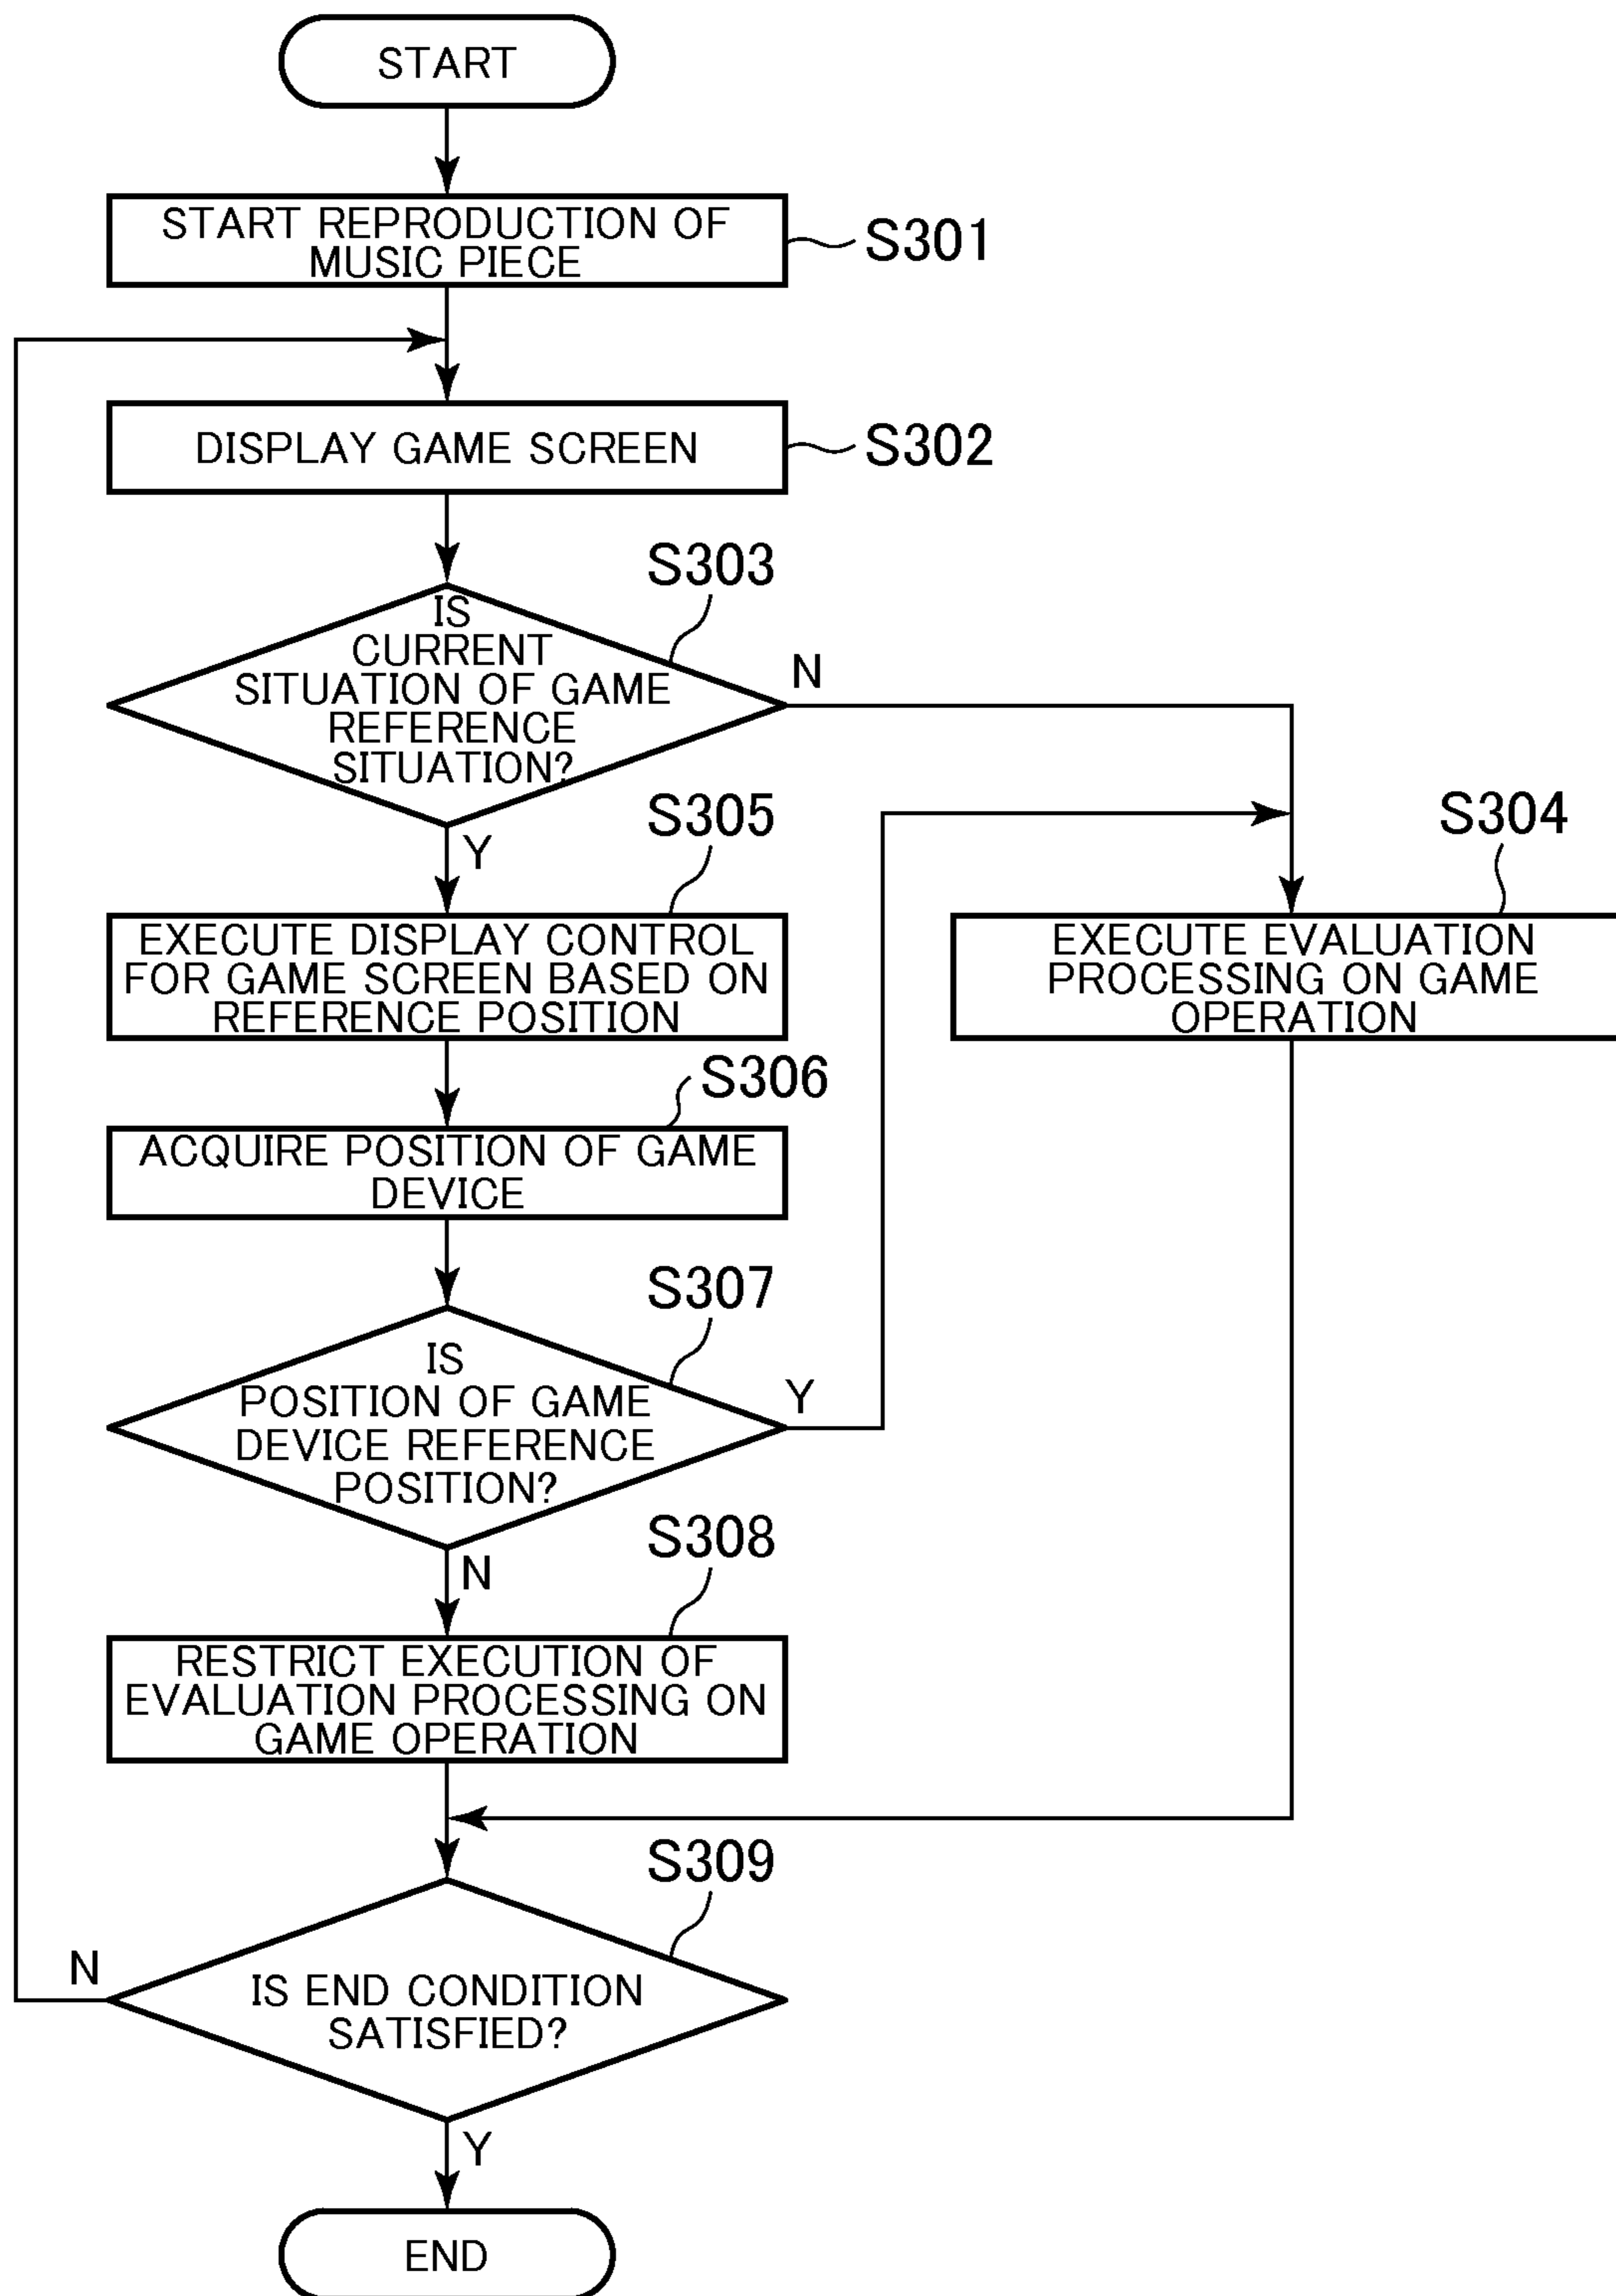 START
START REPRODUCTION OF
MUSIC PIECE
S301
DISPLAY GAME SCREEN
S302
S303
IS
CURRENT
SITUATION OF GAME
REFERENCE
SITUATION?
N
Y
S305
EXECUTE DISPLAY CONTROL
FOR GAME SCREEN BASED ON
REFERENCE POSITION
S304
EXECUTE EVALUATION
PROCESSING ON GAME
OPERATION
S306
ACQUIRE POSITION OF GAME
DEVICE
S307
IS
POSITION OF GAME
DEVICE REFERENCE
POSITION?
Y
N
S308
RESTRICT EXECUTION OF
EVALUATION PROCESSING ON
GAME OPERATION
S309
N
IS END CONDITION
SATISFIED?
Y
END